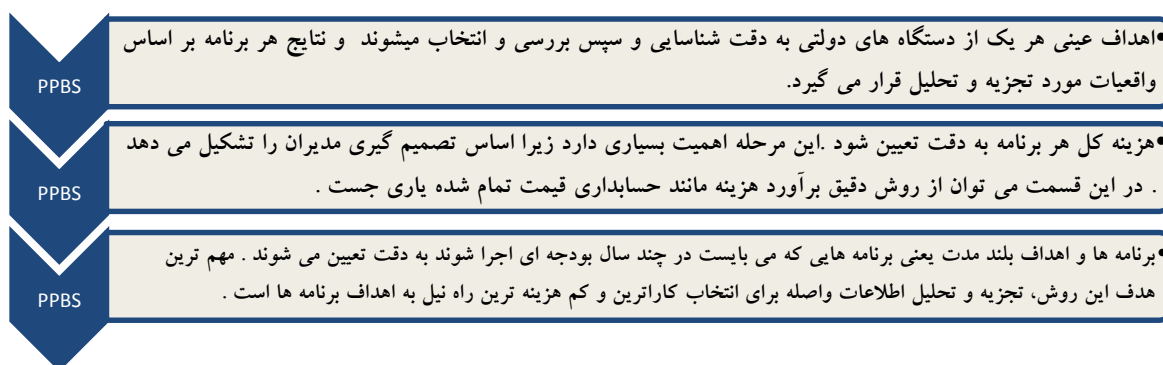 •اهداف عینی هر یک از دستگاه های دولتی به دقت شناسایی و سپس بررسی و انتخاب میشوند و نتایج هر برنامه بر اساس
واقعیات مورد تجزیه و تحلیل قرار می گیرد.
PPBS
•هزینه کل هر برنامه به دقت تعیین شود .این مرحله اهمیت بسیاری دارد زیرا اساس تصمیم گیری مدیران را تشکیل می دهد
. در این قسمت می توان از روش دقیق برآورد هزینه مانند حسابداری قیمت تمام شده یاری جست .
PPBS
•برنامه ها و اهداف بلند مدت یعنی برنامه هایی که می بایست در چند سال بودجه ای اجرا شوند به دقت تعیین می شوند . مهم ترین
هدف این روش، تجزیه و تحلیل اطلاعات واصله برای انتخاب کاراترین و کم هزینه ترین راه نیل به اهداف برنامه ها است .
PPBS